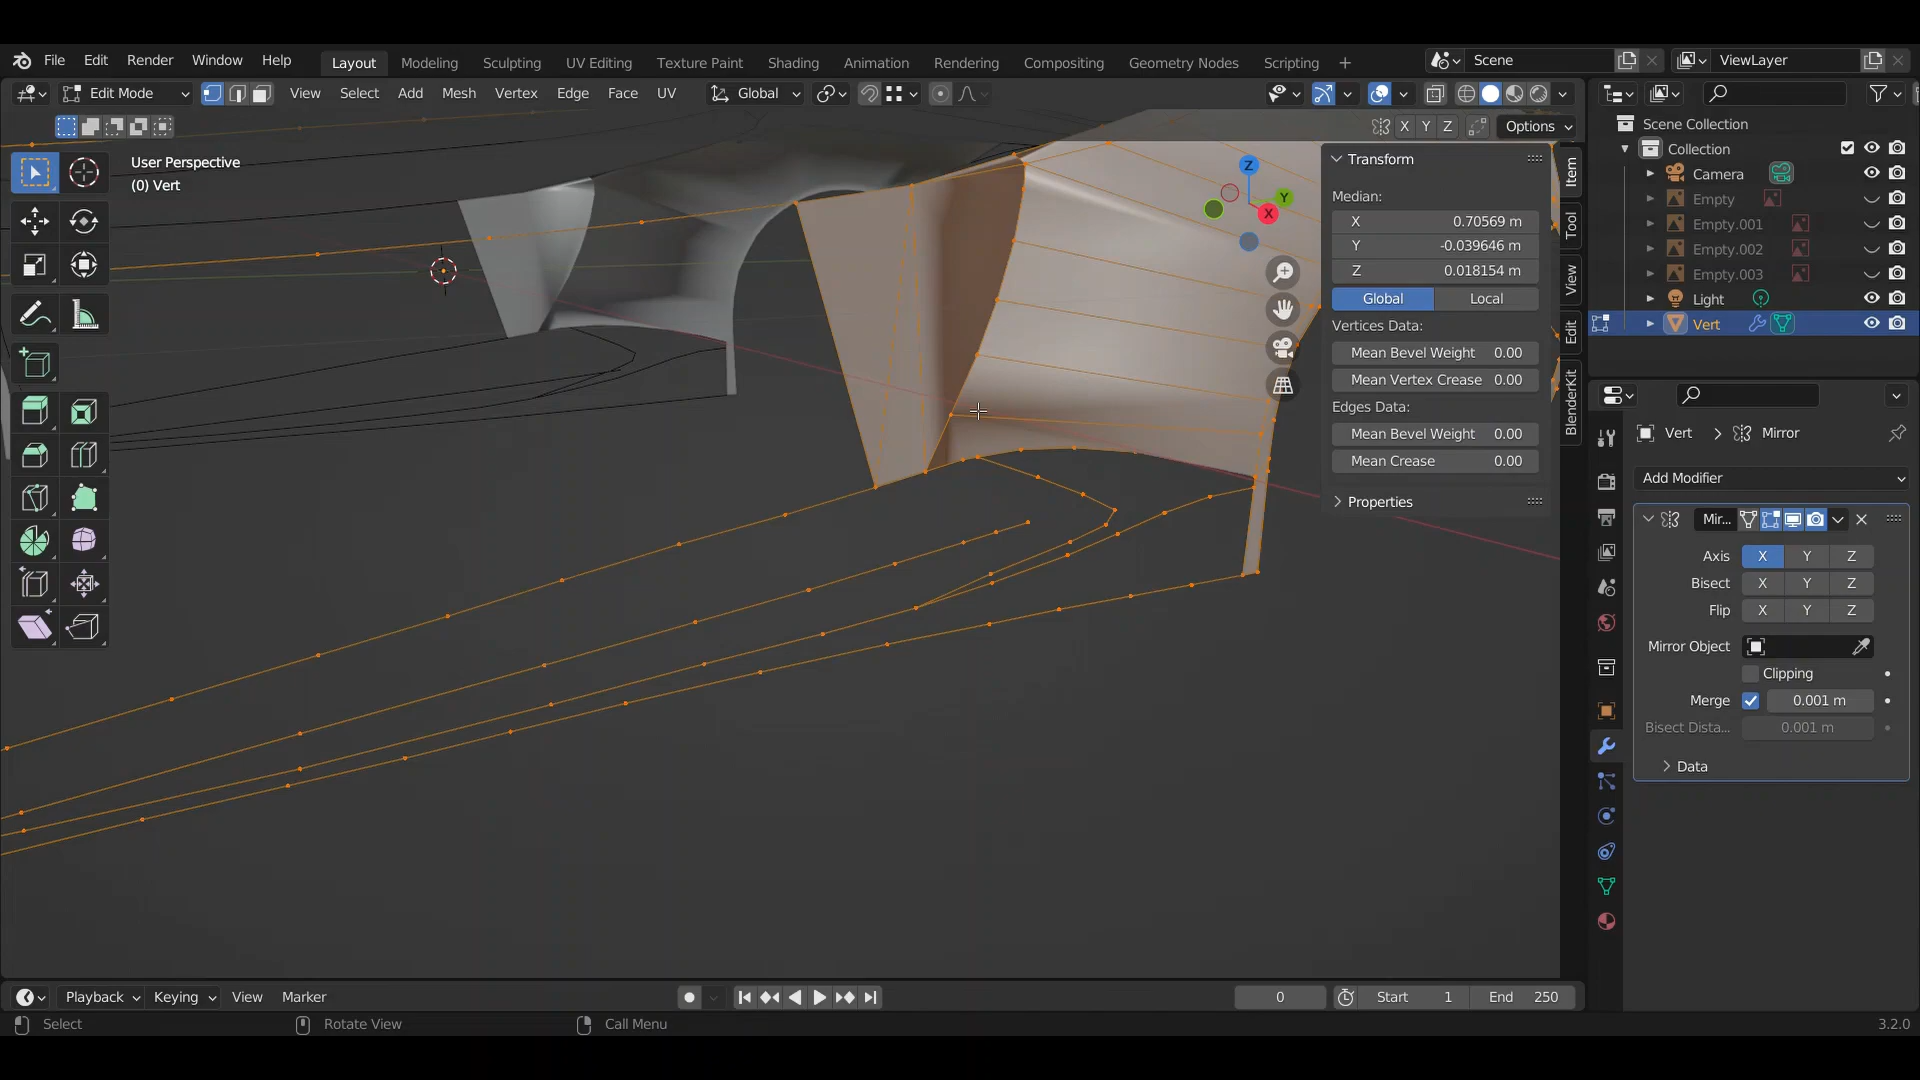 File Edit Render Window Help Layout Modeling Sculpting UV Editing Texture Paint Shading Animation Rendering Compositing Geometry Nodes Scripting + Scene ViewLayer
Edit Mode View Select Add Mesh Vertex Edge Face UV Global
X Y Z Options
User Perspective
(0) Vert
Z
Y
X
Transform
Median:
X 0.70569 m
Y -0.039646 m
Z 0.018154 m
Global Local
Vertices Data:
Mean Bevel Weight 0.00
Mean Vertex Crease 0.00
Edges Data:
Mean Bevel Weight 0.00
Mean Crease 0.00
Properties
Item
Tool
View
Edit
BlenderKit
Scene Collection
Collection
Camera
Empty
Empty.001
Empty.002
Empty.003
Light
Vert
Vert > Mirror
Add Modifier
Mir...
Axis X Y Z
Bisect X Y Z
Flip X Y Z
Mirror Object
Clipping
Merge 0.001 m
Bisect Dista... 0.001 m
Data
Playback Keying View Marker 0 Start 1 End 250
Select Rotate View Call Menu 3.2.0